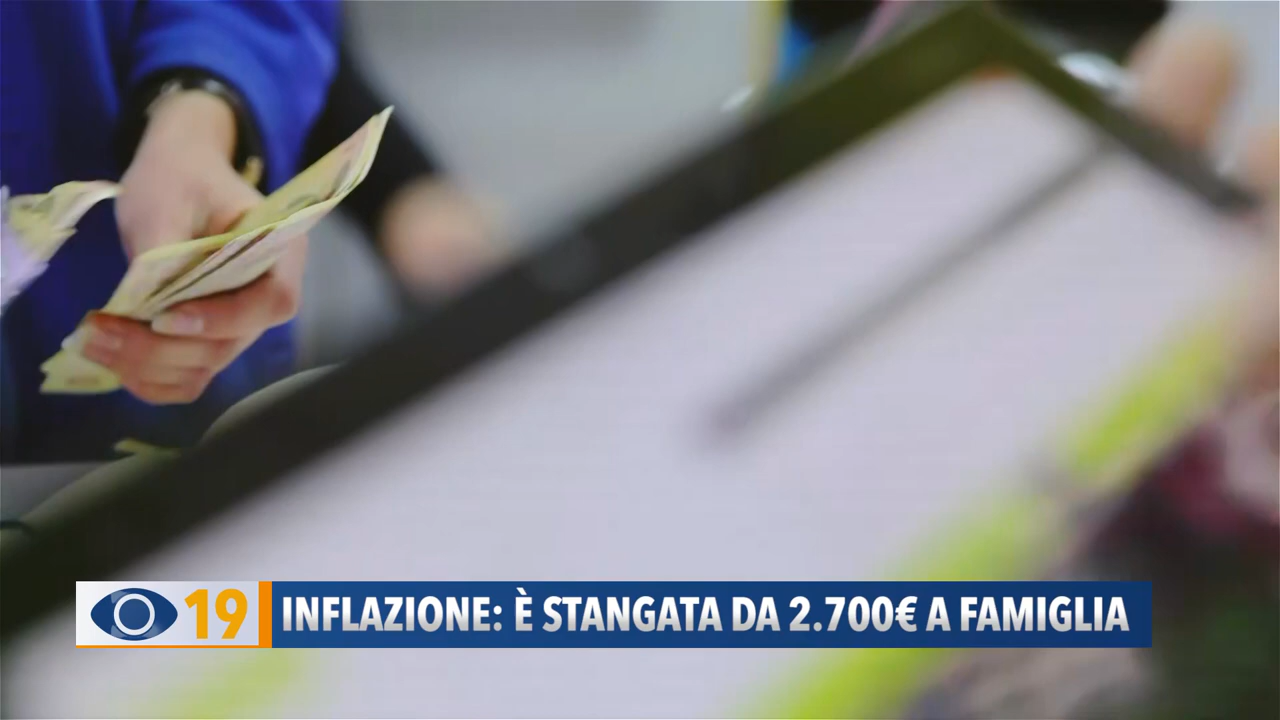 19
INFLAZIONE: È STANGATA DA 2.700€ A FAMIGLIA